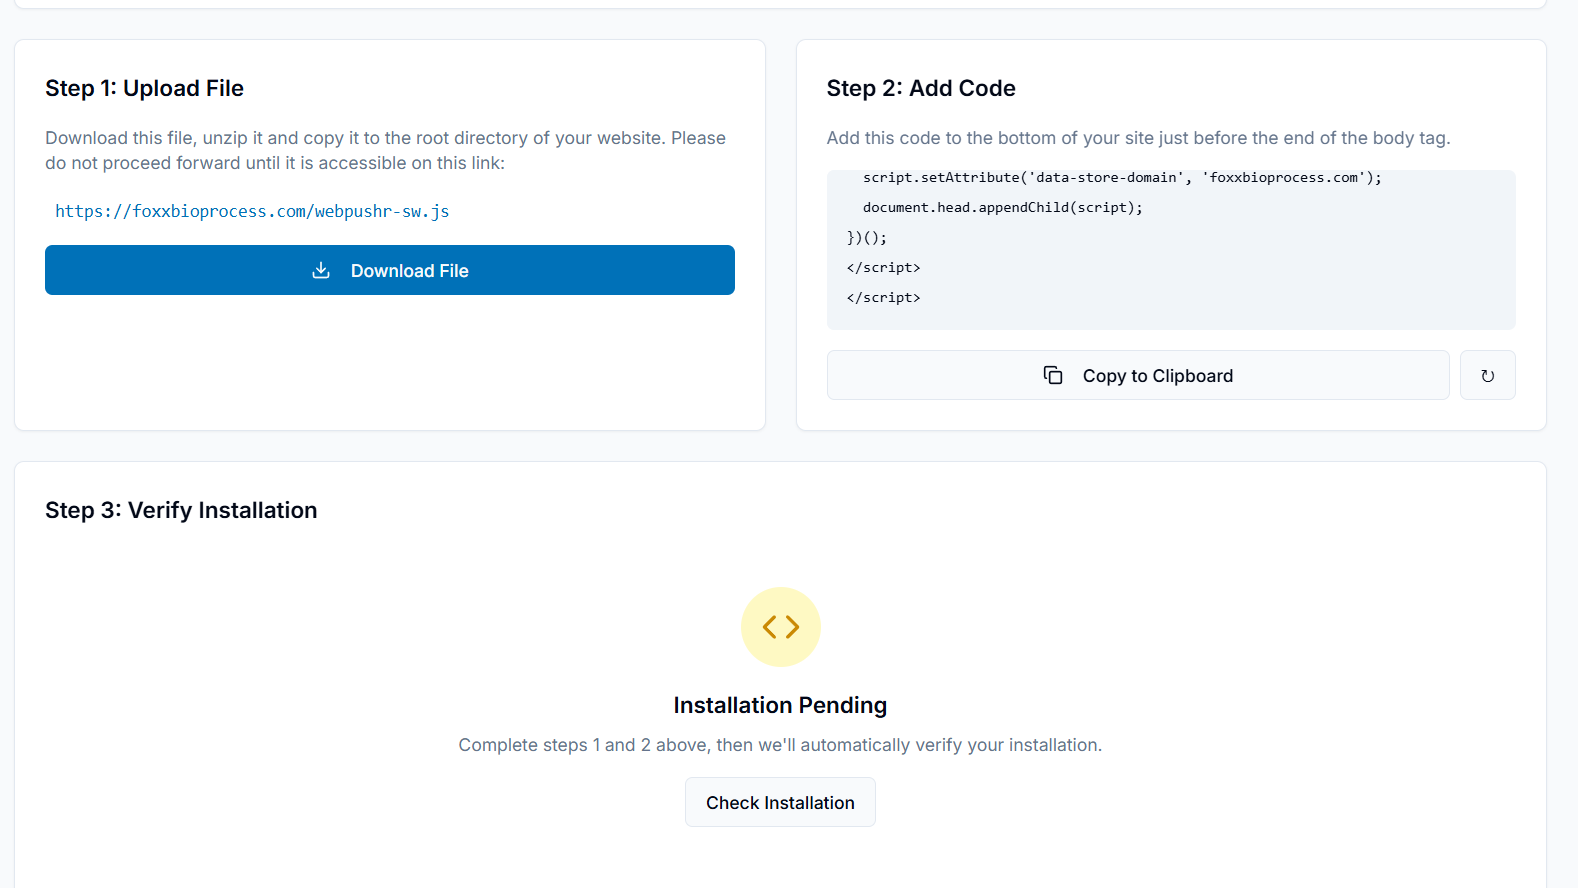 Step 1: Upload File
Download this file, unzip it and copy it to the root directory of your website. Please
do not proceed forward until it is accessible on this link:
https://foxxbioprocess.com/webpushr-sw.js
Download File
Step 2: Add Code
Add this code to the bottom of your site just before the end of the body tag.
script.setAttribute('data-store-domain', 'foxxbioprocess.com');
document.head.appendChild(script);
})();
</script>
</script>
Copy to Clipboard
↻
Step 3: Verify Installation
Installation Pending
Complete steps 1 and 2 above, then we'll automatically verify your installation.
Check Installation